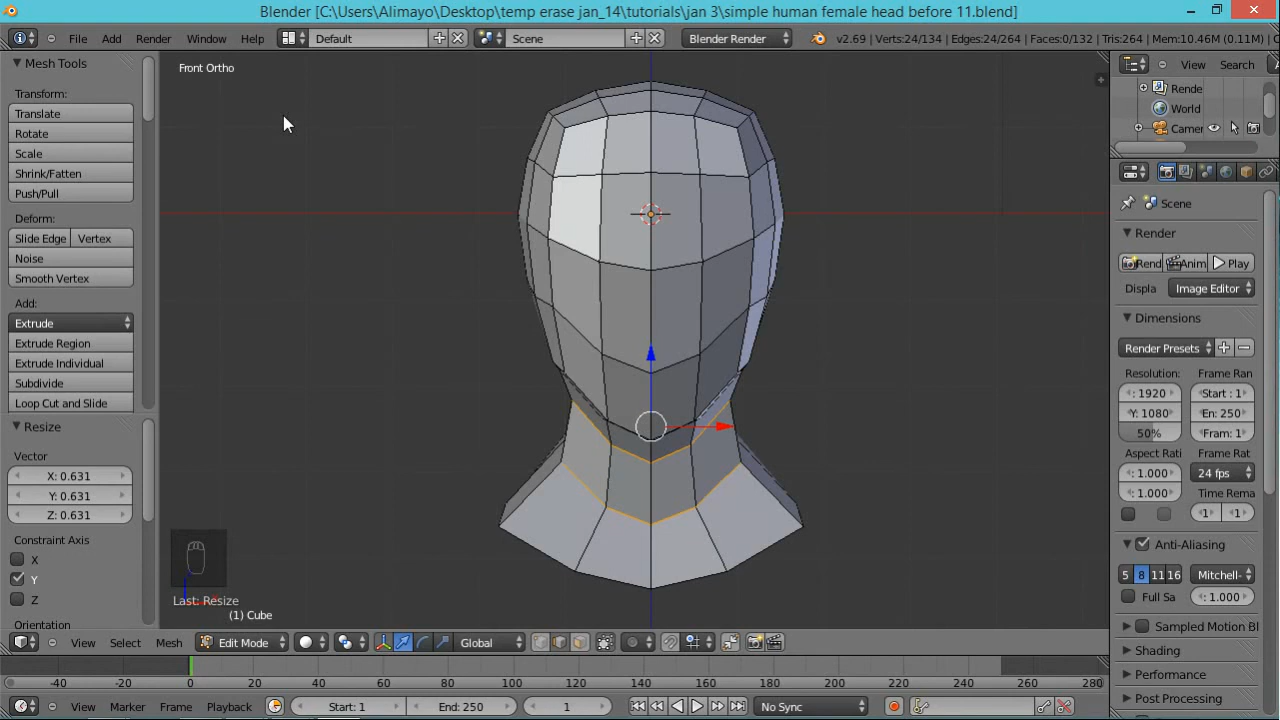 Blender [C:\Users\Alimayo\Desktop\temp erase jan_14\tutorials\jan 3\simple human female head before 11.blend]
File Add Render Window Help Default Scene Blender Render v2.69 | Verts:24/134 | Edges:24/264 | Faces:0/132 | Tris:264 | Mem:10.46M (0.11M) | C
View Search
Mesh Tools
Front Ortho
Rende
World
Camer
Transform:
Translate
Rotate
Scale
Shrink/Fatten
Push/Pull
Deform:
Slide Edge Vertex
Noise
Smooth Vertex
Add:
Extrude
Extrude Region
Extrude Individual
Subdivide
Loop Cut and Slide
Resize
Vector
X: 0.631
Y: 0.631
Z: 0.631
Constraint Axis
X
Y
Z
Orientation
Last: Resize
(1) Cube
Scene
Render
Rend Anim Play
Displa Image Editor
Dimensions
Render Presets
Resolution: Frame Ran
: 1920 Start : 1
Y: 1080 En: 250
50% Fram: 1
Aspect Rati Frame Rat
: 1.000 24 fps
: 1.000 Time Rema
1 1
Anti-Aliasing
5 8 11 16 Mitchell-
Full Sa : 1.000
Sampled Motion Bl
Shading
Performance
Post Processing
View Select Mesh Edit Mode Global
-40 -20 0 20 40 60 80 100 120 140 160 180 200 220 240 260 280
View Marker Frame Playback Start: 1 End: 250 1 No Sync